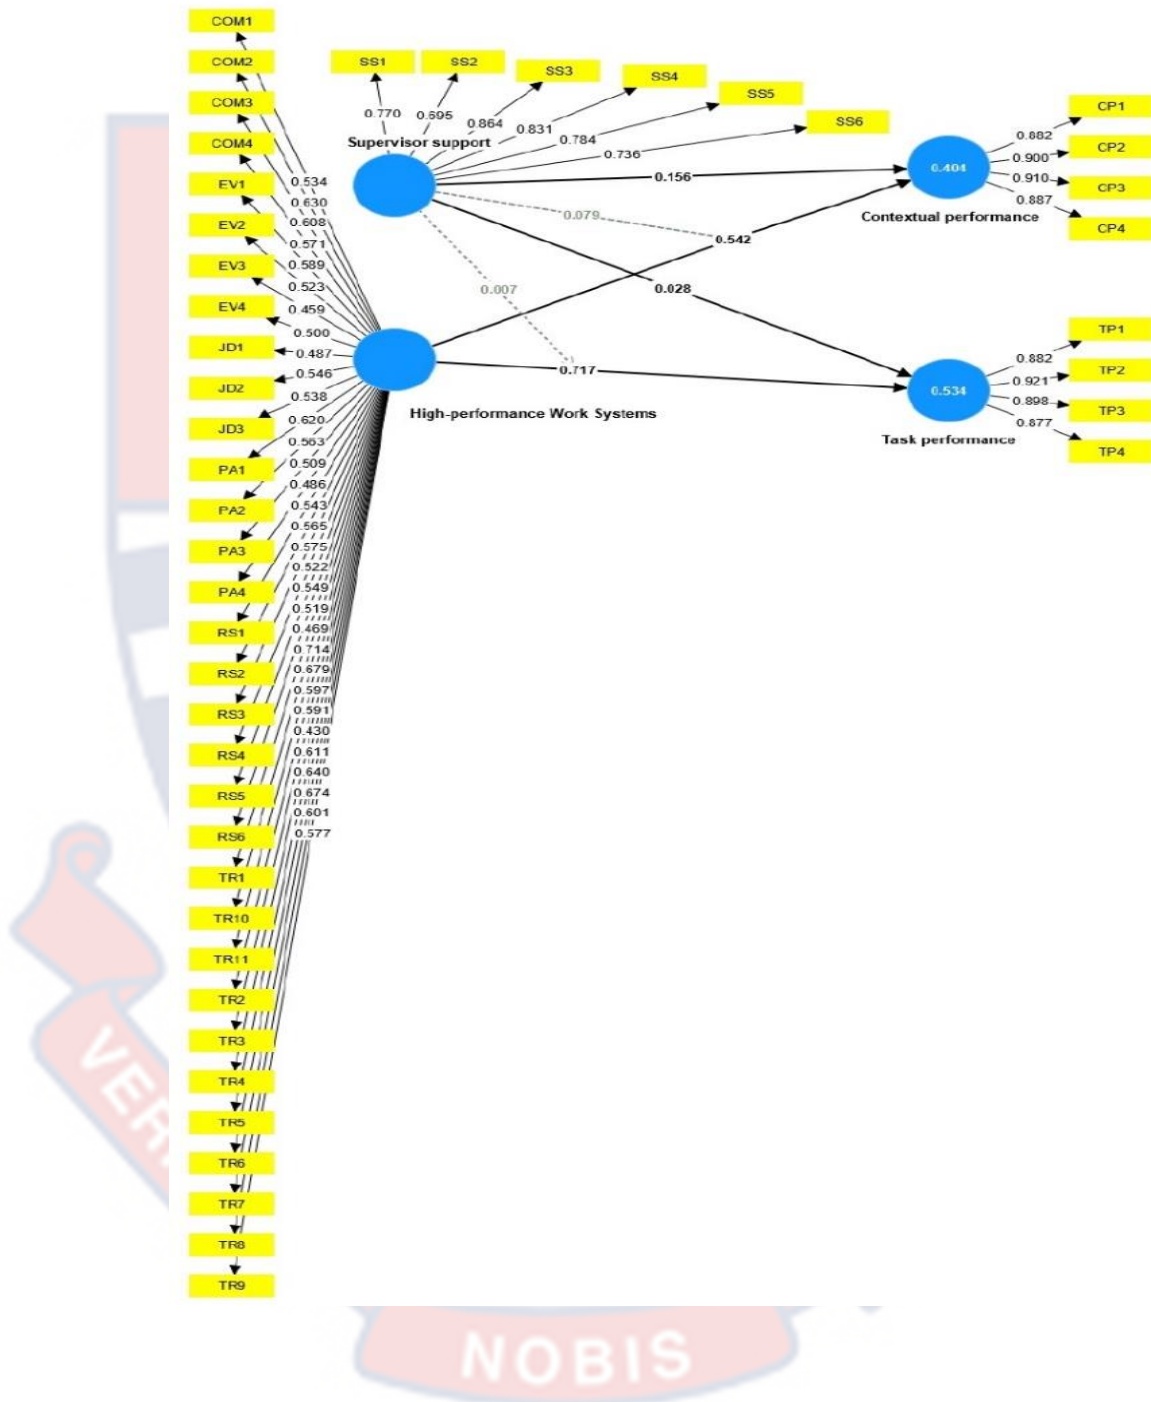 COM1
COM2
COM3
COM4
EV1
EV2
EV3
EV4
JD1
JD2
JD3
PA1
PA2
PA3
PA4
RS1
RS2
RS3
RS4
RS5
RS6
TR1
TR10
TR11
TR2
TR3
TR4
TR5
TR6
TR7
TR8
TR9
0.534
0.630
0.608
0.571
0.589
0.523
0.459
0.500
0.487
0.546
0.538
0.620
0.563
0.509
0.486
0.543
0.565
0.575
0.522
0.549
0.519
0.469
0.714
0.679
0.597
0.591
0.430
0.611
0.640
0.674
0.601
0.577
SS1
SS2
SS3
SS4
SS5
SS6
0.770
0.695
0.864
0.831
0.784
0.736
Supervisor support
0.156
0.079
0.542
0.007
0.028
0.717
High-performance Work Systems
0.404
Contextual performance
0.882
0.900
0.910
0.887
CP1
CP2
CP3
CP4
0.534
Task performance
0.882
0.921
0.898
0.877
TP1
TP2
TP3
TP4
VER
NOBIS